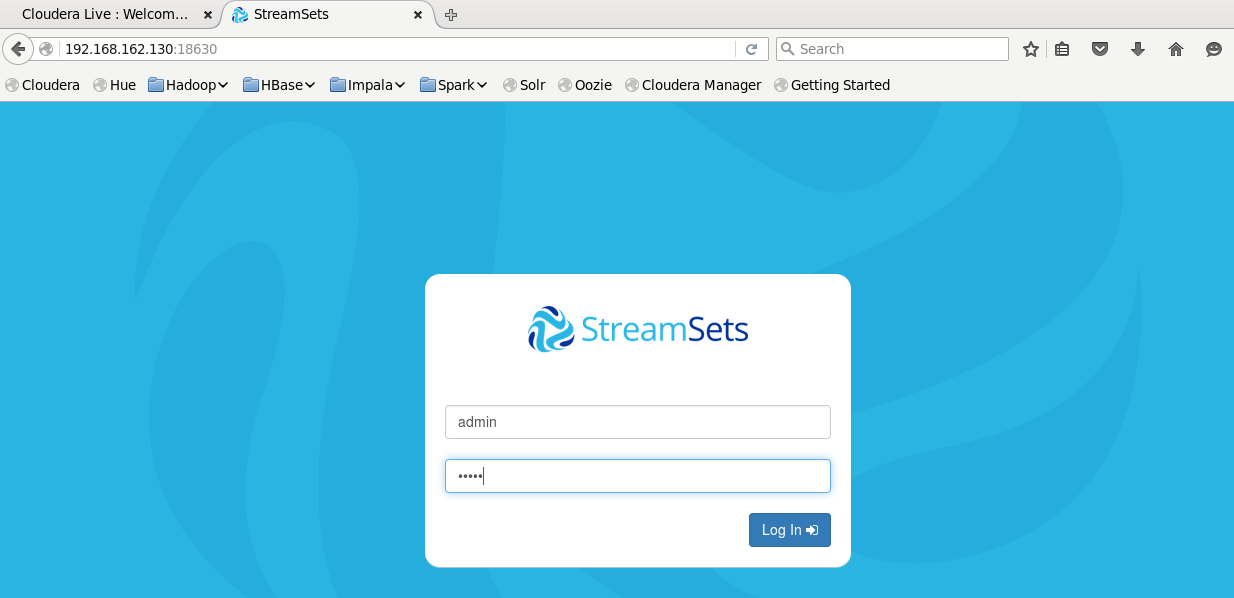 Cloudera Live : Welcom... StreamSets
192.168.162.130:18630 Search
Cloudera Hue Hadoop HBase Impala Spark Solr Oozie Cloudera Manager Getting Started
StreamSets
admin
•••••
Log In